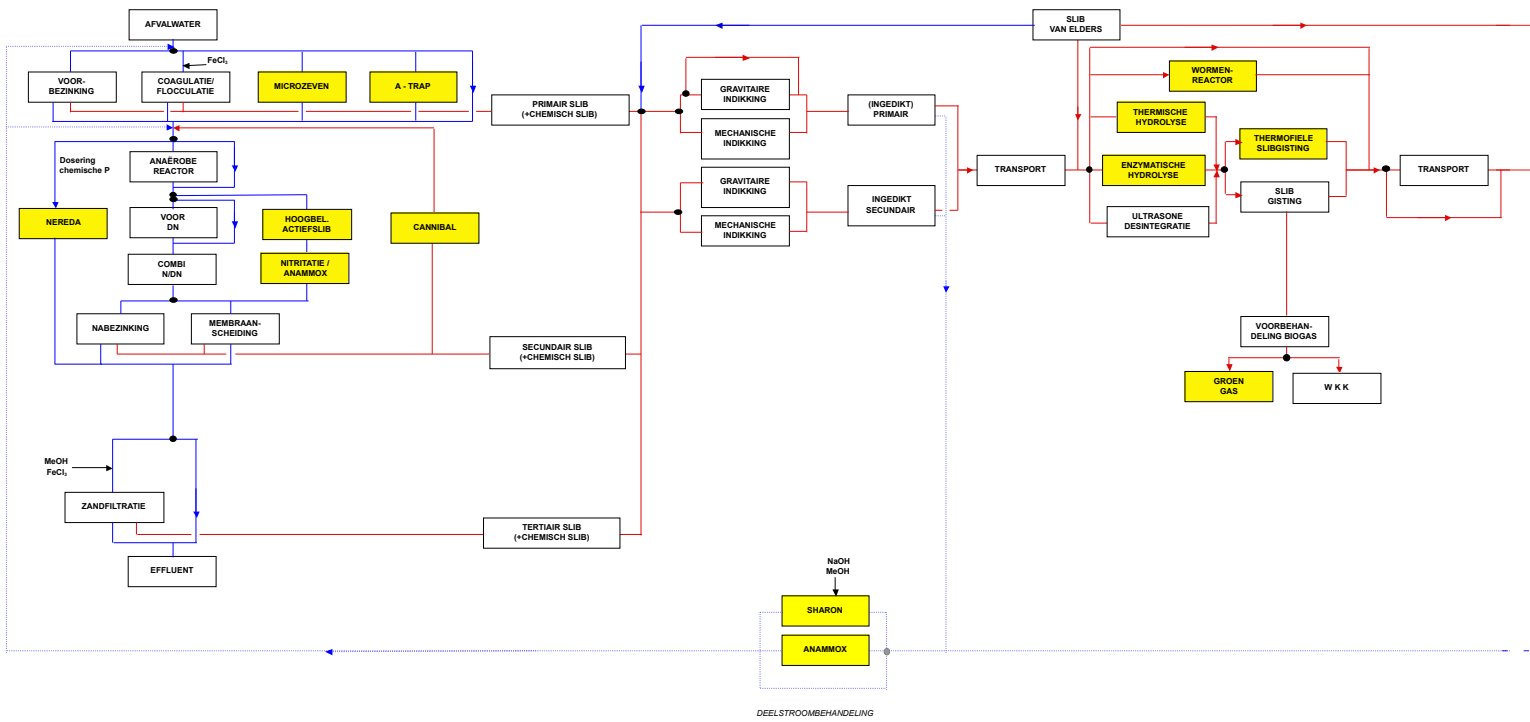 AFVALWATER
FeCl₃
VOOR-
BEZINKING
COAGULATIE/
FLOCCULATIE
MICROZEVEN
A - TRAP
PRIMAIR SLIB
(+CHEMISCH SLIB)
Dosering
chemische P
ANAËROBE
REACTOR
NEREDA
VOOR
DN
HOOGBEL.
ACTIEFSLIB
CANNIBAL
COMBI
N/DN
NITRITATIE /
ANAMMOX
NABEZINKING
MEMBRAAN-
SCHEIDING
SECUNDAIR SLIB
(+CHEMISCH SLIB)
MeOH
FeCl₃
ZANDFILTRATIE
TERTIAIR SLIB
(+CHEMISCH SLIB)
EFFLUENT
SLIB
VAN ELDERS
GRAVITAIRE
INDIKKING
MECHANISCHE
INDIKKING
(INGEDIKT)
PRIMAIR
GRAVITAIRE
INDIKKING
MECHANISCHE
INDIKKING
INGEDIKT
SECUNDAIR
TRANSPORT
WORMEN-
REACTOR
THERMISCHE
HYDROLYSE
ENZYMATISCHE
HYDROLYSE
ULTRASONE
DESINTEGRATIE
THERMOFIELE
SLIBGISTING
SLIB
GISTING
TRANSPORT
VOORBEHAN-
DELING BIOGAS
GROEN
GAS
W K K
NaOH
MeOH
SHARON
ANAMMOX
DEELSTROOMBEHANDELING